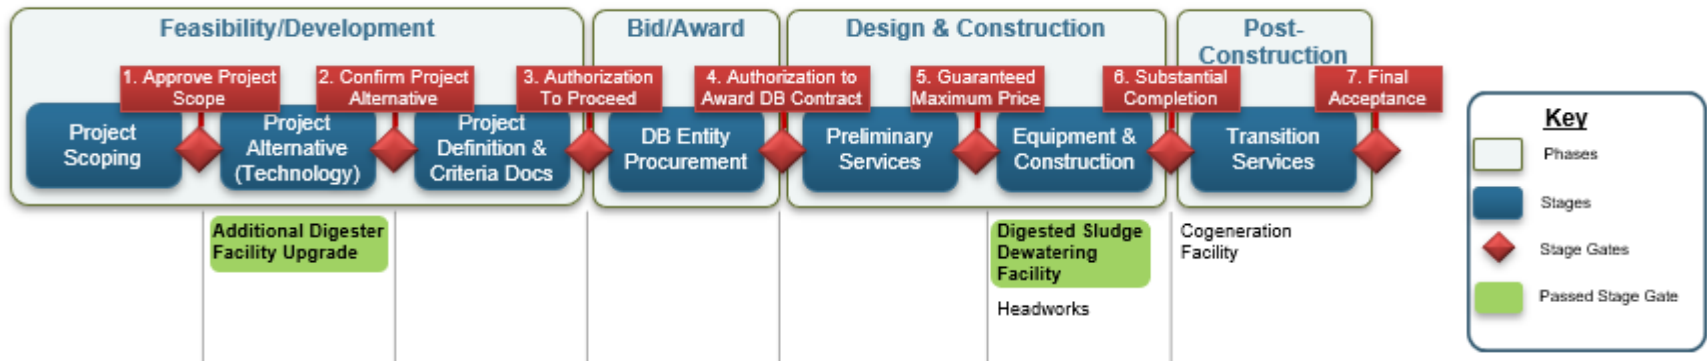 Feasibility/Development
Bid/Award
Design & Construction
Post-
Construction
1. Approve Project
Scope
2. Confirm Project
Alternative
3. Authorization
To Proceed
4. Authorization to
Award DB Contract
5. Guaranteed
Maximum Price
6. Substantial
Completion
7. Final
Acceptance
Project
Scoping
Project
Alternative
(Technology)
Project
Definition &
Criteria Docs
DB Entity
Procurement
Preliminary
Services
Equipment &
Construction
Transition
Services
Additional Digester
Facility Upgrade
Digested Sludge
Dewatering
Facility
Headworks
Cogeneration
Facility
Key
Phases
Stages
Stage Gates
Passed Stage Gate